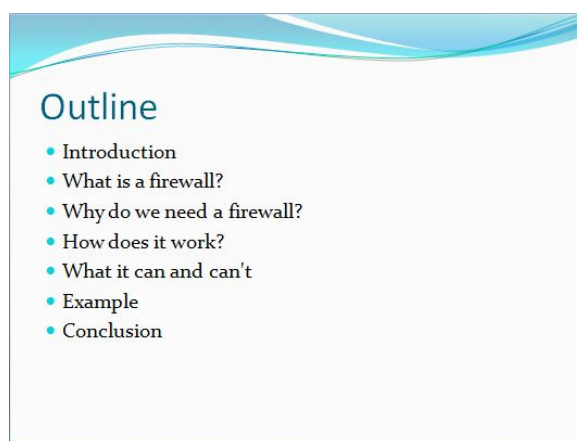 Outline
Introduction
What is a firewall?
Why do we need a firewall?
How does it work?
What it can and can't
Example
Conclusion